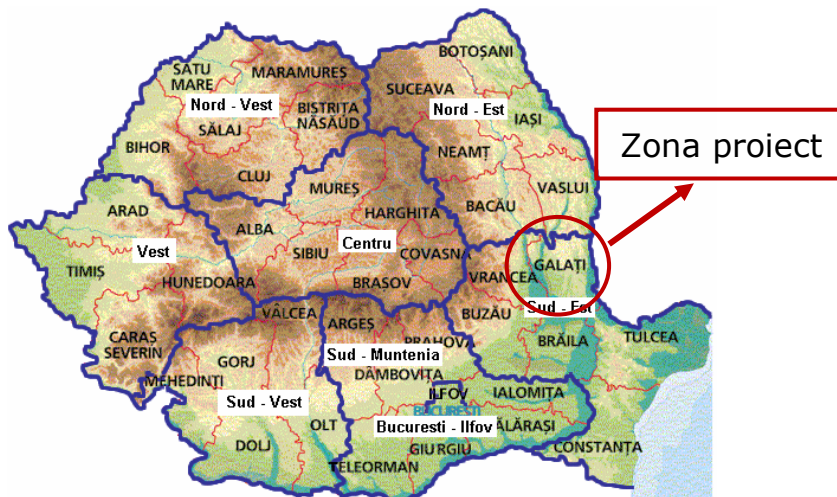 BOTOȘANI
SATU
MARE
MARAMUREȘ
SUCEAVA
Nord - Vest
BISTRIȚA
NĂSĂUD
Nord - Est
IAȘI
SĂLAJ
Zona proiect
BIHOR
NEAMȚ
CLUJ
MUREȘ
VASLUI
BACĂU
ARAD
HARGHITA
ALBA
Vest
Centru
SIBIU
COVASNA
TIMIȘ
GALAȚI
VRANCEA
HUNEDOARA
BRASOV
Sud - Est
VÂLCEA
ARGEȘ
BUZĂU
CARAȘ
SEVERIN
PRAHOVA
BRĂILA
TULCEA
Sud - Muntenia
GORJ
DÂMBOVIȚA
MEHEDINȚI
ILFOV
IALOMIȚA
Sud - Vest
BUCUREȘTI
OLT
Bucuresti - Ilfov
ĂLĂRAȘI
DOLJ
GIURGIU
CONSTANȚA
TELEORMAN